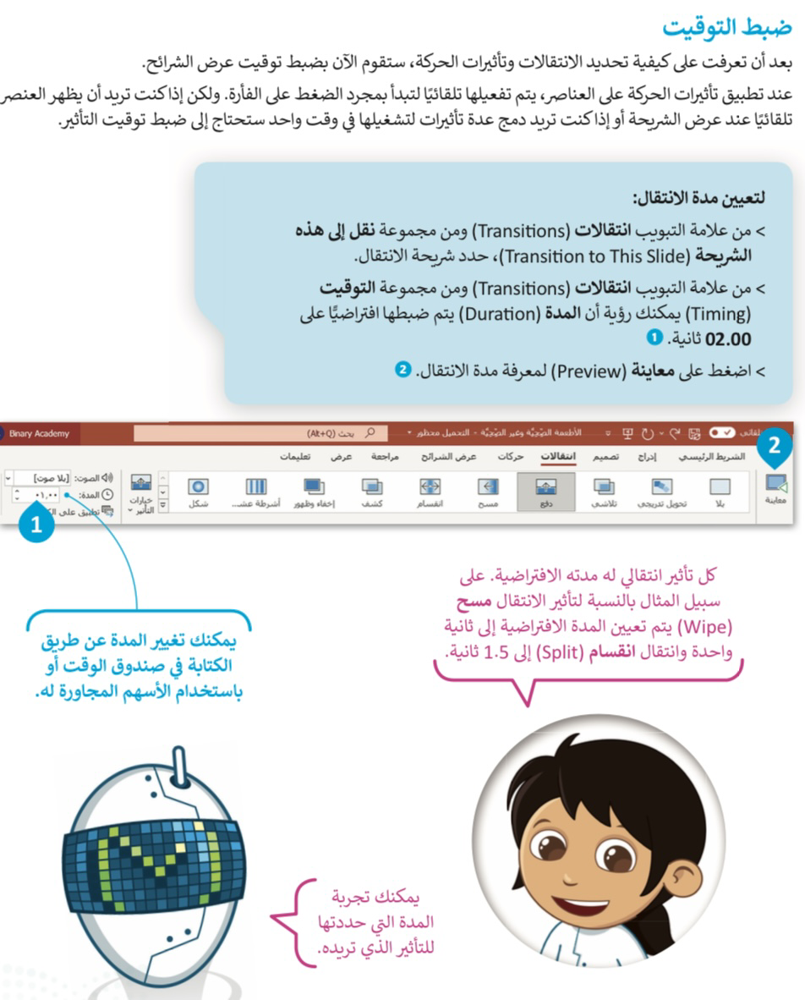 ضبط التوقيت
بعد أن تعرفت على كيفية تحديد الانتقالات وتأثيرات الحركة، ستقوم الآن بضبط توقيت عرض الشرائح.
عند تطبيق تأثيرات الحركة على العناصر، يتم تفعيلها تلقائيًا لتبدأ بمجرد الضغط على الفأرة. ولكن إذا كنت تريد أن يظهر العنصر
تلقائيًا عند عرض الشريحة أو إذا كنت تريد دمج عدة تأثيرات لتشغيلها في وقت واحد ستحتاج إلى ضبط توقيت التأثير.
لتعيين مدة الانتقال:
> من علامة التبويب انتقالات (Transitions) ومن مجموعة نقل إلى هذه
الشريحة (Transition to This Slide)، حدد شريحة الانتقال.
> من علامة التبويب انتقالات (Transitions) ومن مجموعة التوقيت
(Timing) يمكنك رؤية أن المدة (Duration) يتم ضبطها افتراضيًّا على
02.00 ثانية. 1
> اضغط على معاينة (Preview) لمعرفة مدة الانتقال. 2
الأطعمة الصّحِيّة وغير الصّحِيّة - التحميل محظور بحث (Alt+Q) Binary Academy
2
الشريط الرئيسي إدراج تصميم انتقالات حركات عرض الشرائح مراجعة عرض تعليمات
معاينة
بلا تحويل تدريجي تلاشي دفع مسح انقسام كشف إخفاء وظهور أشرطة عشـ... شكل
خيارات
التأثير
الصوت: [بلا صوت]
المدة: ٠١,٠٠
تطبيق على
1
كل تأثير انتقالي له مدته الافتراضية. على
سبيل المثال بالنسبة لتأثير الانتقال مسح
(Wipe) يتم تعيين المدة الافتراضية إلى ثانية
واحدة وانتقال انقسام (Split) إلى 1.5 ثانية.
يمكنك تغيير المدة عن طريق
الكتابة في صندوق الوقت أو
باستخدام الأسهم المجاورة له.
يمكنك تجربة
المدة التي حددتها
للتأثير الذي تريده.